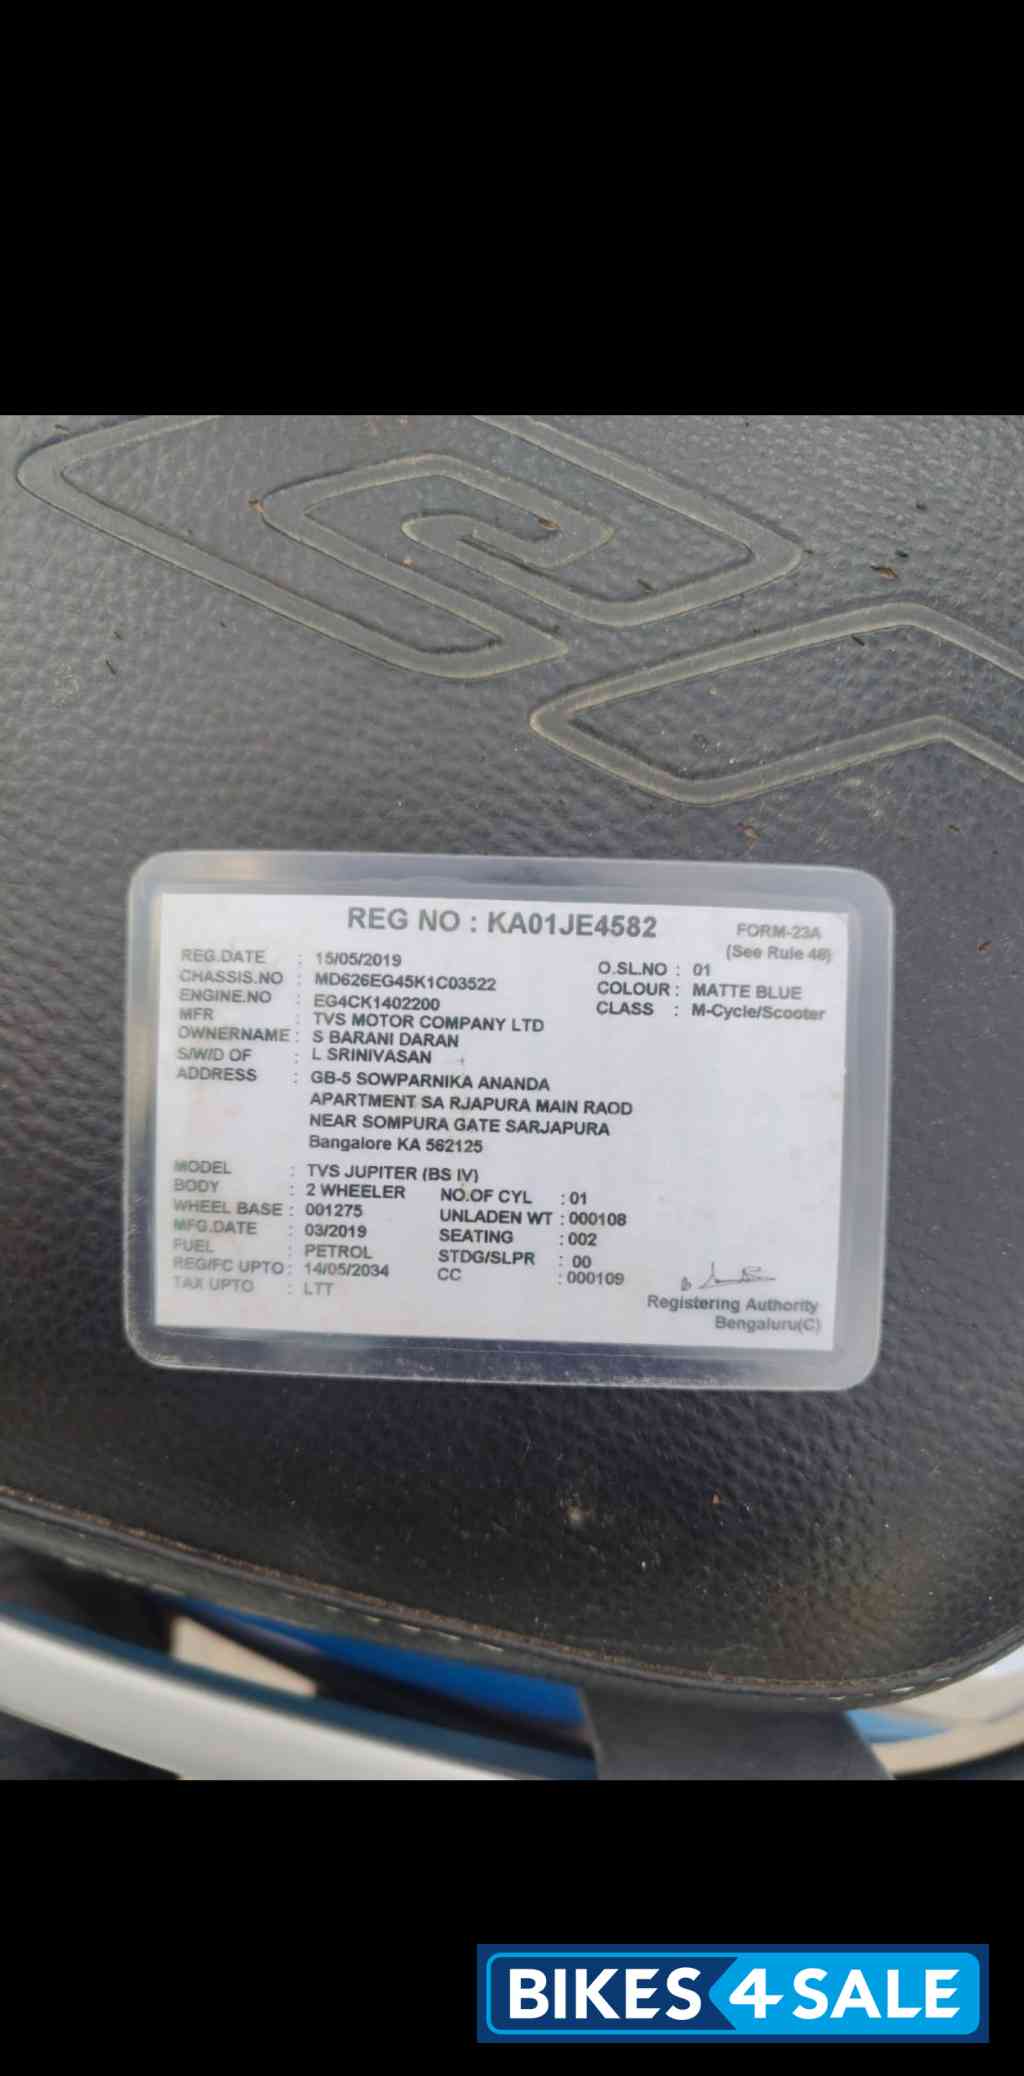 REG NO : KA01JE4582
FORM-23A
(See Rule 48)
REG.DATE : 15/05/2019
O.SL.NO : 01
CHASSIS.NO : MD626EG45K1C03522
COLOUR : MATTE BLUE
ENGINE.NO : EG4CK1402200
CLASS : M-Cycle/Scooter
MFR : TVS MOTOR COMPANY LTD
OWNERNAME : S BARANI DARAN
S/W/D OF : L SRINIVASAN
ADDRESS : GB-5 SOWPARNIKA ANANDA
APARTMENT SA RJAPURA MAIN RAOD
NEAR SOMPURA GATE SARJAPURA
Bangalore KA 562125
MODEL : TVS JUPITER (BS IV)
BODY : 2 WHEELER NO.OF CYL : 01
WHEEL BASE : 001275 UNLADEN WT : 000108
MFG.DATE : 03/2019 SEATING : 002
FUEL : PETROL STDG/SLPR : 00
REG/FC UPTO : 14/05/2034 CC : 000109
TAX UPTO : LTT
Registering Authority
Bengaluru(C)
BIKES4SALE